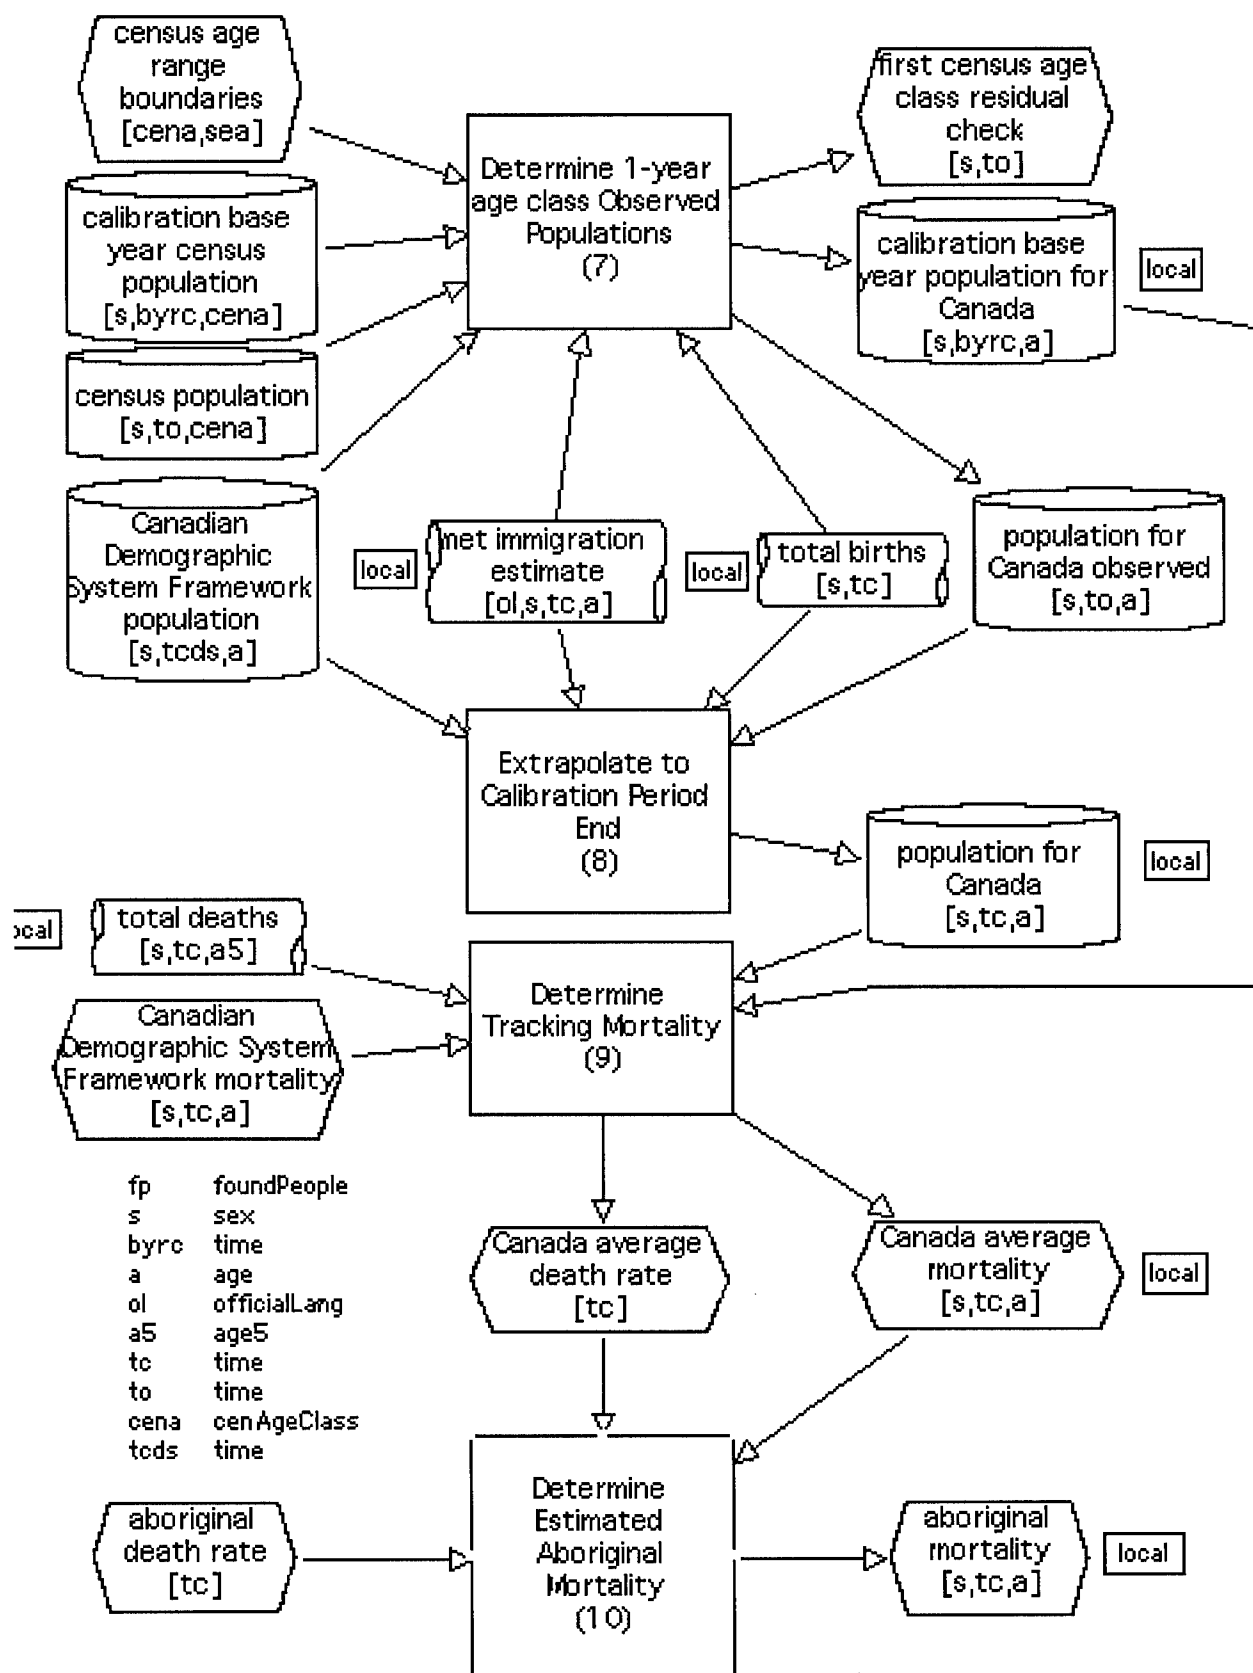 census age
range
boundaries
[cena,sea]
first census age
class residual
check
[s,to]
Determine 1-year
age class Observed
Populations
(7)
calibration base
year census
population
[s,byrc,cena]
calibration base
year population for
Canada
[s,byrc,a]
local
census population
[s,to,cena]
Canadian
Demographic
System Framework
population
[s,tcds,a]
local
met immigration
estimate
[ol,s,tc,a]
local
total births
[s,tc]
population for
Canada observed
[s,to,a]
Extrapolate to
Calibration Period
End
(8)
population for
Canada
[s,tc,a]
local
ocal
total deaths
[s,tc,a5]
Determine
Tracking Mortality
(9)
Canadian
Demographic System
Framework mortality
[s,tc,a]
fp foundPeople
s sex
byrc time
a age
ol officialLang
a5 age5
tc time
to time
cena cenAgeClass
tcds time
Canada average
death rate
[tc]
Canada average
mortality
[s,tc,a]
local
aboriginal
death rate
[tc]
Determine
Estimated
Aboriginal
Mortality
(10)
aboriginal
mortality
[s,tc,a]
local